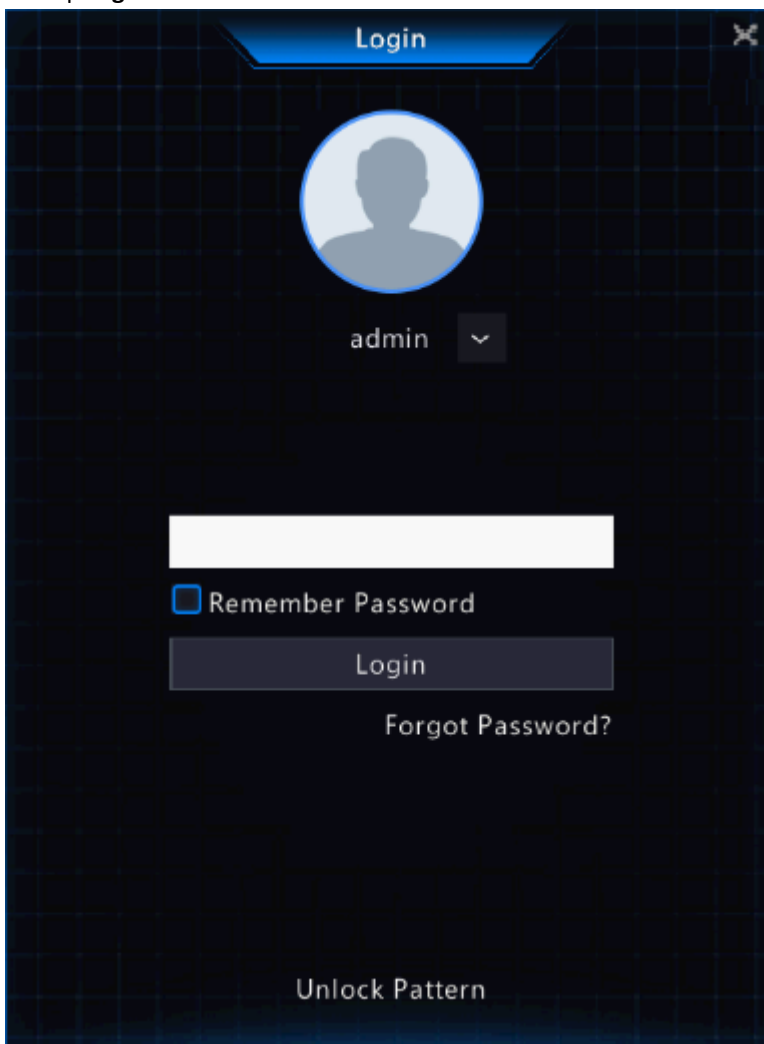 Login
admin
Remember Password
Login
Forgot Password?
Unlock Pattern